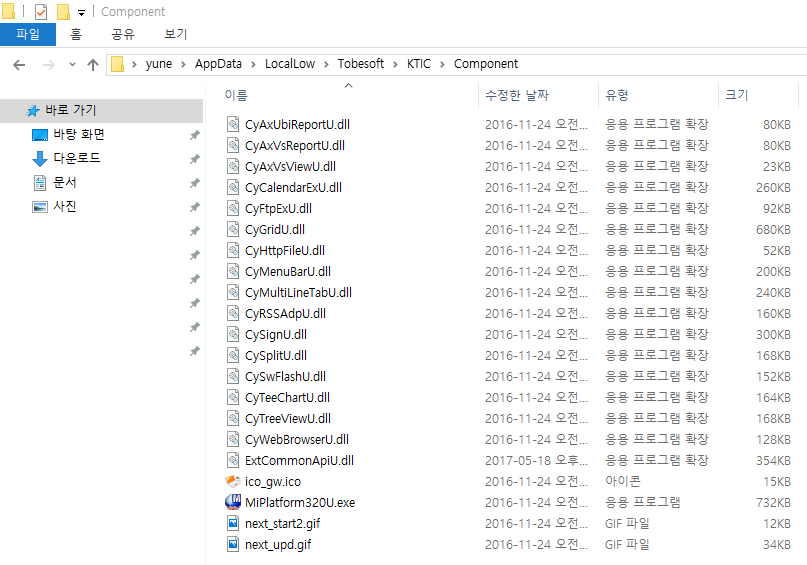 Component
파일 홈 공유 보기
yune AppData LocalLow Tobesoft KTIC Component
이름 수정한 날짜 유형 크기
바로 가기
바탕 화면
다운로드
문서
사진
CyAxUbiReportU.dll 2016-11-24 오전... 응용 프로그램 확장 80KB
CyAxVsReportU.dll 2016-11-24 오전... 응용 프로그램 확장 80KB
CyAxVsViewU.dll 2016-11-24 오전... 응용 프로그램 확장 23KB
CyCalendarExU.dll 2016-11-24 오전... 응용 프로그램 확장 260KB
CyFtpExU.dll 2016-11-24 오전... 응용 프로그램 확장 92KB
CyGridU.dll 2016-11-24 오전... 응용 프로그램 확장 680KB
CyHttpFileU.dll 2016-11-24 오전... 응용 프로그램 확장 52KB
CyMenuBarU.dll 2016-11-24 오전... 응용 프로그램 확장 200KB
CyMultiLineTabU.dll 2016-11-24 오전... 응용 프로그램 확장 240KB
CyRSSAdpU.dll 2016-11-24 오전... 응용 프로그램 확장 160KB
CySignU.dll 2016-11-24 오전... 응용 프로그램 확장 300KB
CySplitU.dll 2016-11-24 오전... 응용 프로그램 확장 168KB
CySwFlashU.dll 2016-11-24 오전... 응용 프로그램 확장 152KB
CyTeeChartU.dll 2016-11-24 오전... 응용 프로그램 확장 164KB
CyTreeViewU.dll 2016-11-24 오전... 응용 프로그램 확장 168KB
CyWebBrowserU.dll 2016-11-24 오전... 응용 프로그램 확장 128KB
ExtCommonApiU.dll 2017-05-18 오후... 응용 프로그램 확장 354KB
ico_gw.ico 2016-11-24 오전... 아이콘 15KB
MiPlatform320U.exe 2016-11-24 오전... 응용 프로그램 732KB
next_start2.gif 2016-11-24 오전... GIF 파일 12KB
next_upd.gif 2016-11-24 오전... GIF 파일 34KB